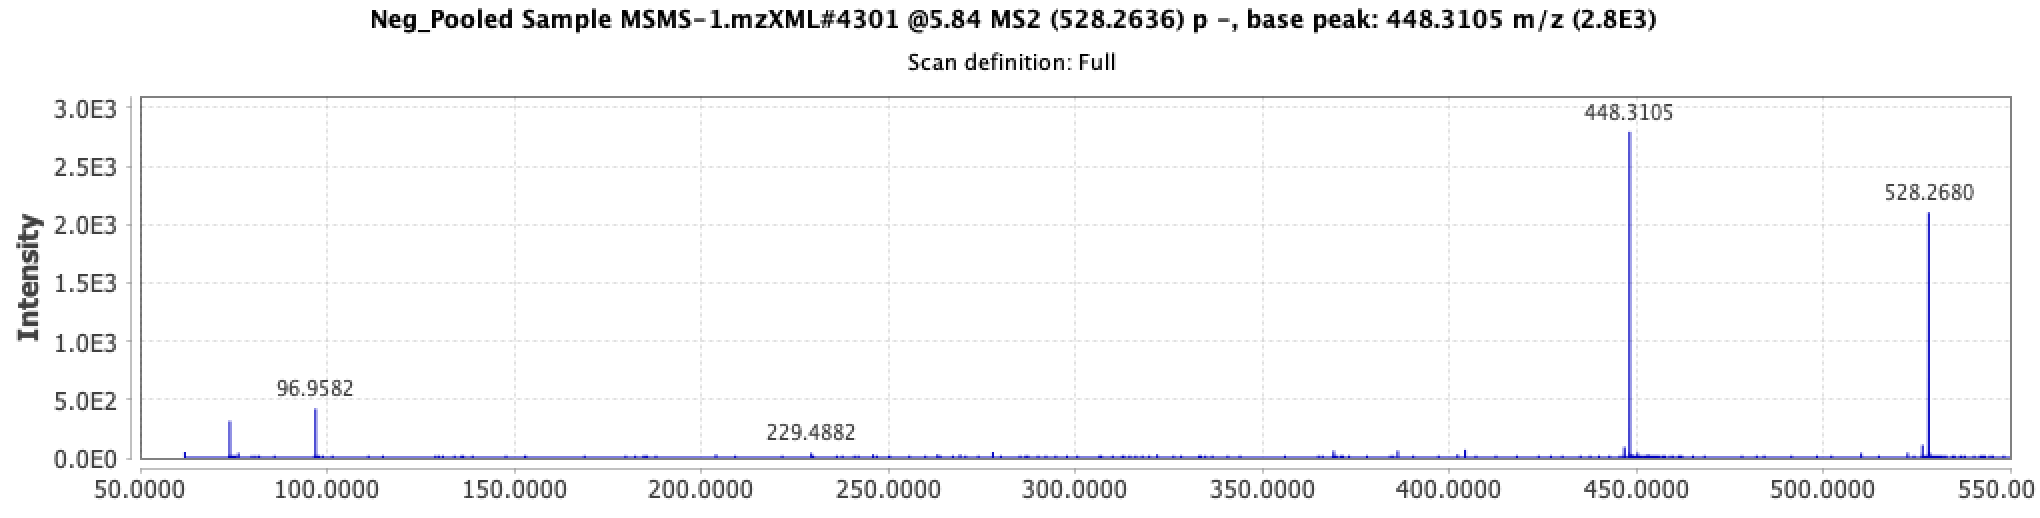 Neg_Pooled Sample MSMS-1.mzXML#4301 @5.84 MS2 (528.2636) p -, base peak: 448.3105 m/z (2.8E3)
Scan definition: Full
3.0E3
448.3105
2.5E3
528.2680
2.0E3
Intensity
1.5E3
1.0E3
96.9582
5.0E2
229.4882
0.0E0
50.0000 100.0000 150.0000 200.0000 250.0000 300.0000 350.0000 400.0000 450.0000 500.0000 550.00